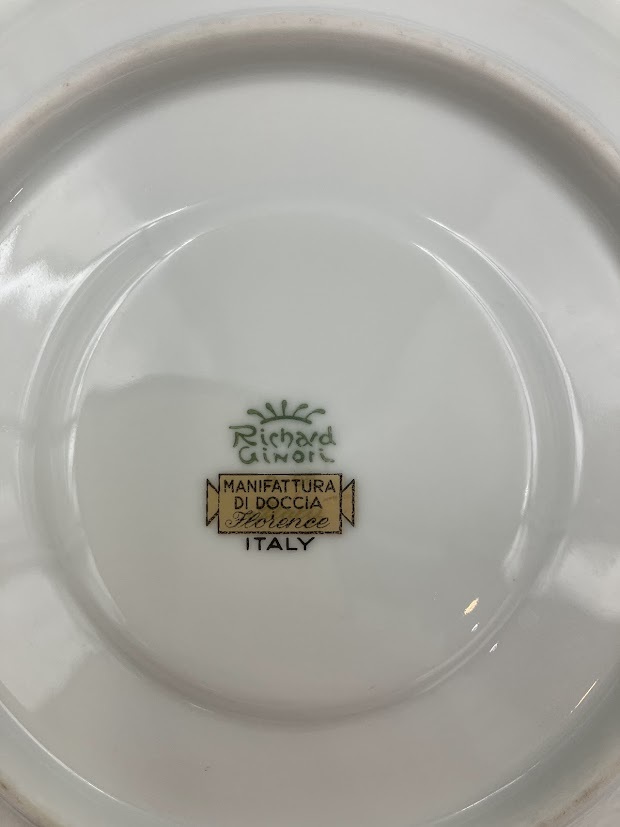 Richard
GINORI
MANIFATTURA
DI DOCCIA
Florence
ITALY